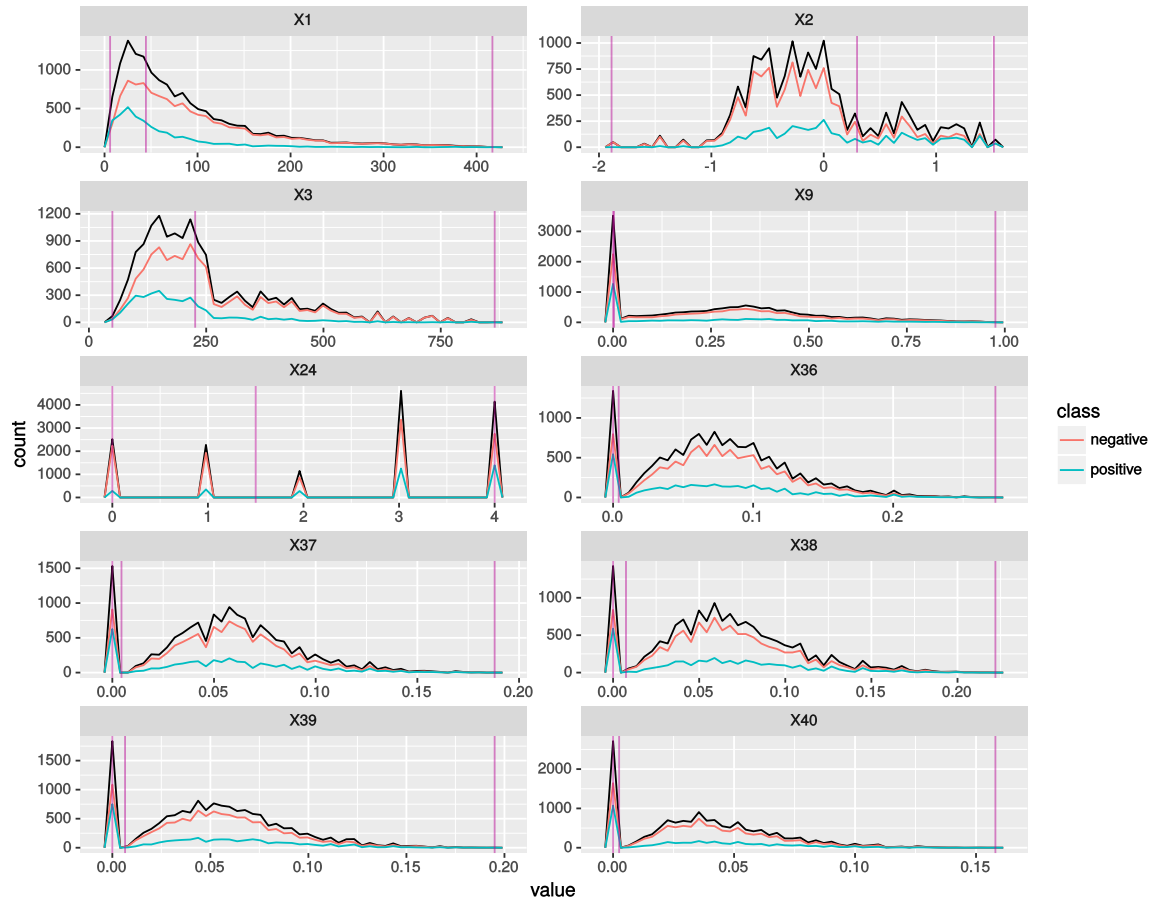 X1
X2
1000
500
0
0 100 200 300 400
1000
750
500
250
0
-2 -1 0 1
X3
X9
1200
900
600
300
0
0 250 500 750
3000
2000
1000
0
0.00 0.25 0.50 0.75 1.00
X24
X36
4000
3000
2000
1000
0
0 1 2 3 4
1000
500
0
0.0 0.1 0.2
X37
X38
1500
1000
500
0
0.00 0.05 0.10 0.15 0.20
1000
500
0
0.00 0.05 0.10 0.15 0.20
X39
X40
1500
1000
500
0
0.00 0.05 0.10 0.15 0.20
2000
1000
0
0.00 0.05 0.10 0.15
count
value
class
negative
positive